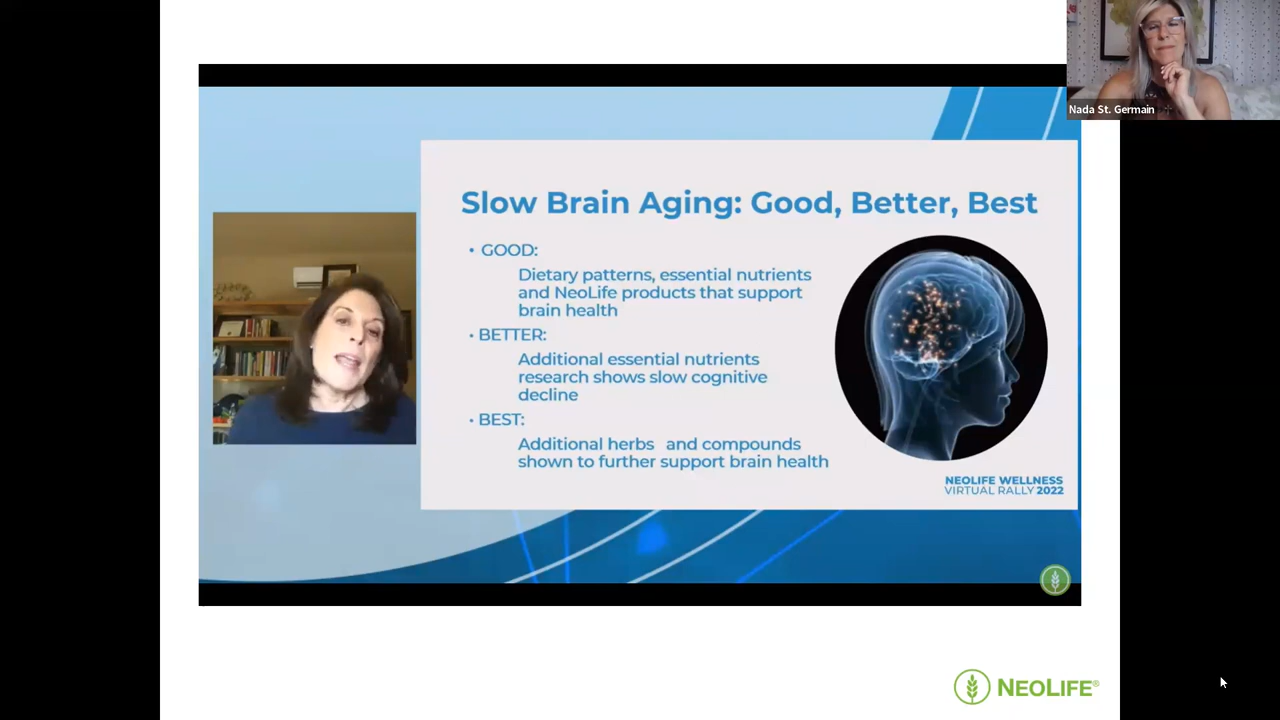 Nada St. Germain
Slow Brain Aging: Good, Better, Best
• GOOD:
Dietary patterns, essential nutrients
and NeoLife products that support
brain health
• BETTER:
Additional essential nutrients
research shows slow cognitive
decline
• BEST:
Additional herbs and compounds
shown to further support brain health
NEOLIFE WELLNESS
VIRTUAL RALLY 2022
NEOLIFE®